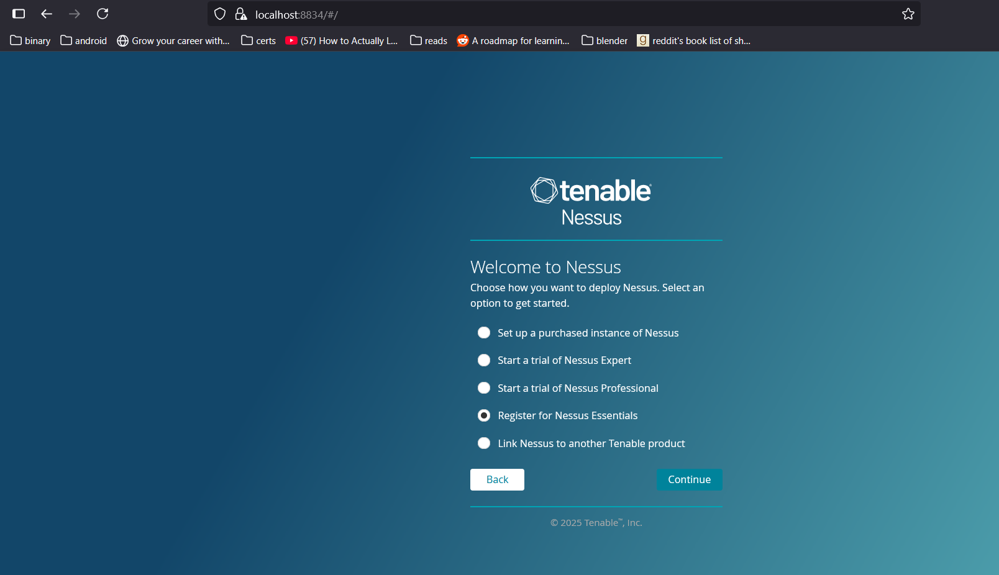 localhost:8834/#/
binary android Grow your career with... certs (57) How to Actually L... reads A roadmap for learnin... blender g reddit's book list of sh...
tenable®
Nessus
Welcome to Nessus
Choose how you want to deploy Nessus. Select an
option to get started.
Set up a purchased instance of Nessus
Start a trial of Nessus Expert
Start a trial of Nessus Professional
Register for Nessus Essentials
Link Nessus to another Tenable product
Back Continue
© 2025 Tenable™, Inc.